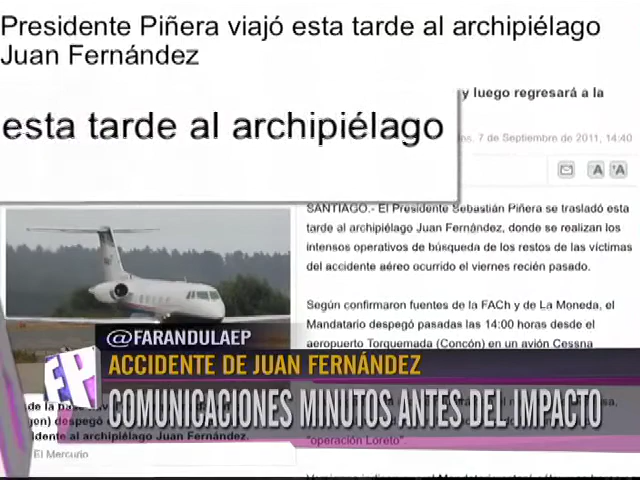 Presidente Piñera viajó esta tarde al archipiélago
Juan Fernández
y luego regresará a la
esta tarde al archipiélago
7 de Septiembre de 2011, 14:40
A A
SANTIAGO.- El Presidente Sebastián Piñera se trasladó esta
tarde al archipiélago Juan Fernández, donde se realizan los
intensos operativos de búsqueda de los restos de las víctimas
del accidente aéreo ocurrido el viernes recién pasado.
Según confirmaron fuentes de la FACh y de La Moneda, el
Mandatario despegó pasadas las 14:00 horas desde el
aeropuerto Torquemada (Concón) en un avión Cessna
@FARANDULAEP
EP
ACCIDENTE DE JUAN FERNÁNDEZ
COMUNICACIONES MINUTOS ANTES DEL IMPACTO
de la
despegó
al archipiélago Juan Fernández.
El Mercurio
"operación Loreto".